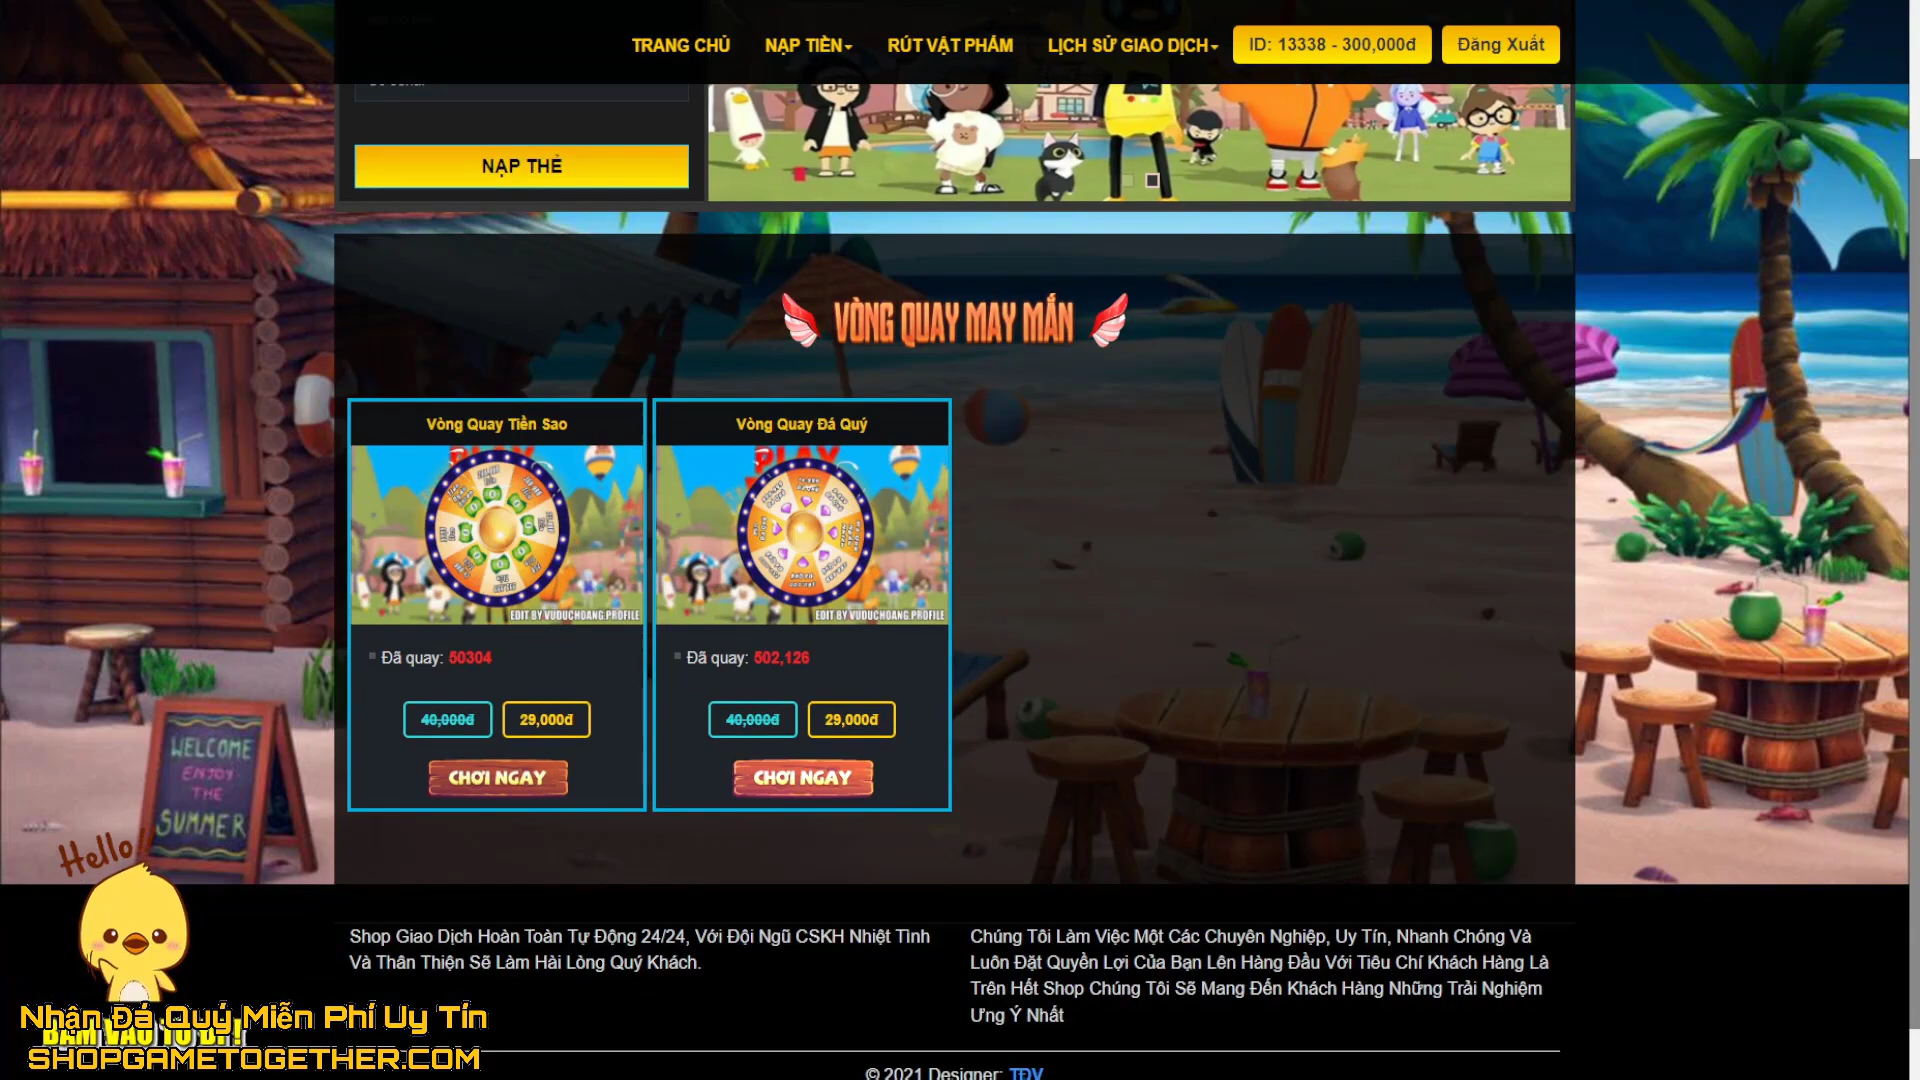 TRANG CHỦ
NẠP TIỀN
RÚT VẬT PHẨM
LỊCH SỬ GIAO DỊCH
ID: 13338 - 300,000đ
Đăng Xuất
NẠP THẺ
VÒNG QUAY MAY MẮN
Vòng Quay Tiền Sao
Vòng Quay Đá Quý
PLAY
PLAY
EDIT BY VUDUCHOANG.PROFILE
EDIT BY VUDUCHOANG.PROFILE
Đã quay: 50304
Đã quay: 502,126
40,000đ
29,000đ
40,000đ
29,000đ
CHƠI NGAY
CHƠI NGAY
WELCOME
ENJOY
THE
SUMMER
Hello
Shop Giao Dịch Hoàn Toàn Tự Động 24/24, Với Đội Ngũ CSKH Nhiệt Tình
Và Thân Thiện Sẽ Làm Hài Lòng Quý Khách.
Chúng Tôi Làm Việc Một Các Chuyên Nghiệp, Uy Tín, Nhanh Chóng Và
Luôn Đặt Quyền Lợi Của Bạn Lên Hàng Đầu Với Tiêu Chí Khách Hàng Là
Trên Hết Shop Chúng Tôi Sẽ Mang Đến Khách Hàng Những Trải Nghiệm
Ưng Ý Nhất
Nhận Đá Quý Miễn Phí Uy Tín
SHOPGAMETOGETHER.COM
© 2021 Designer: TĐV